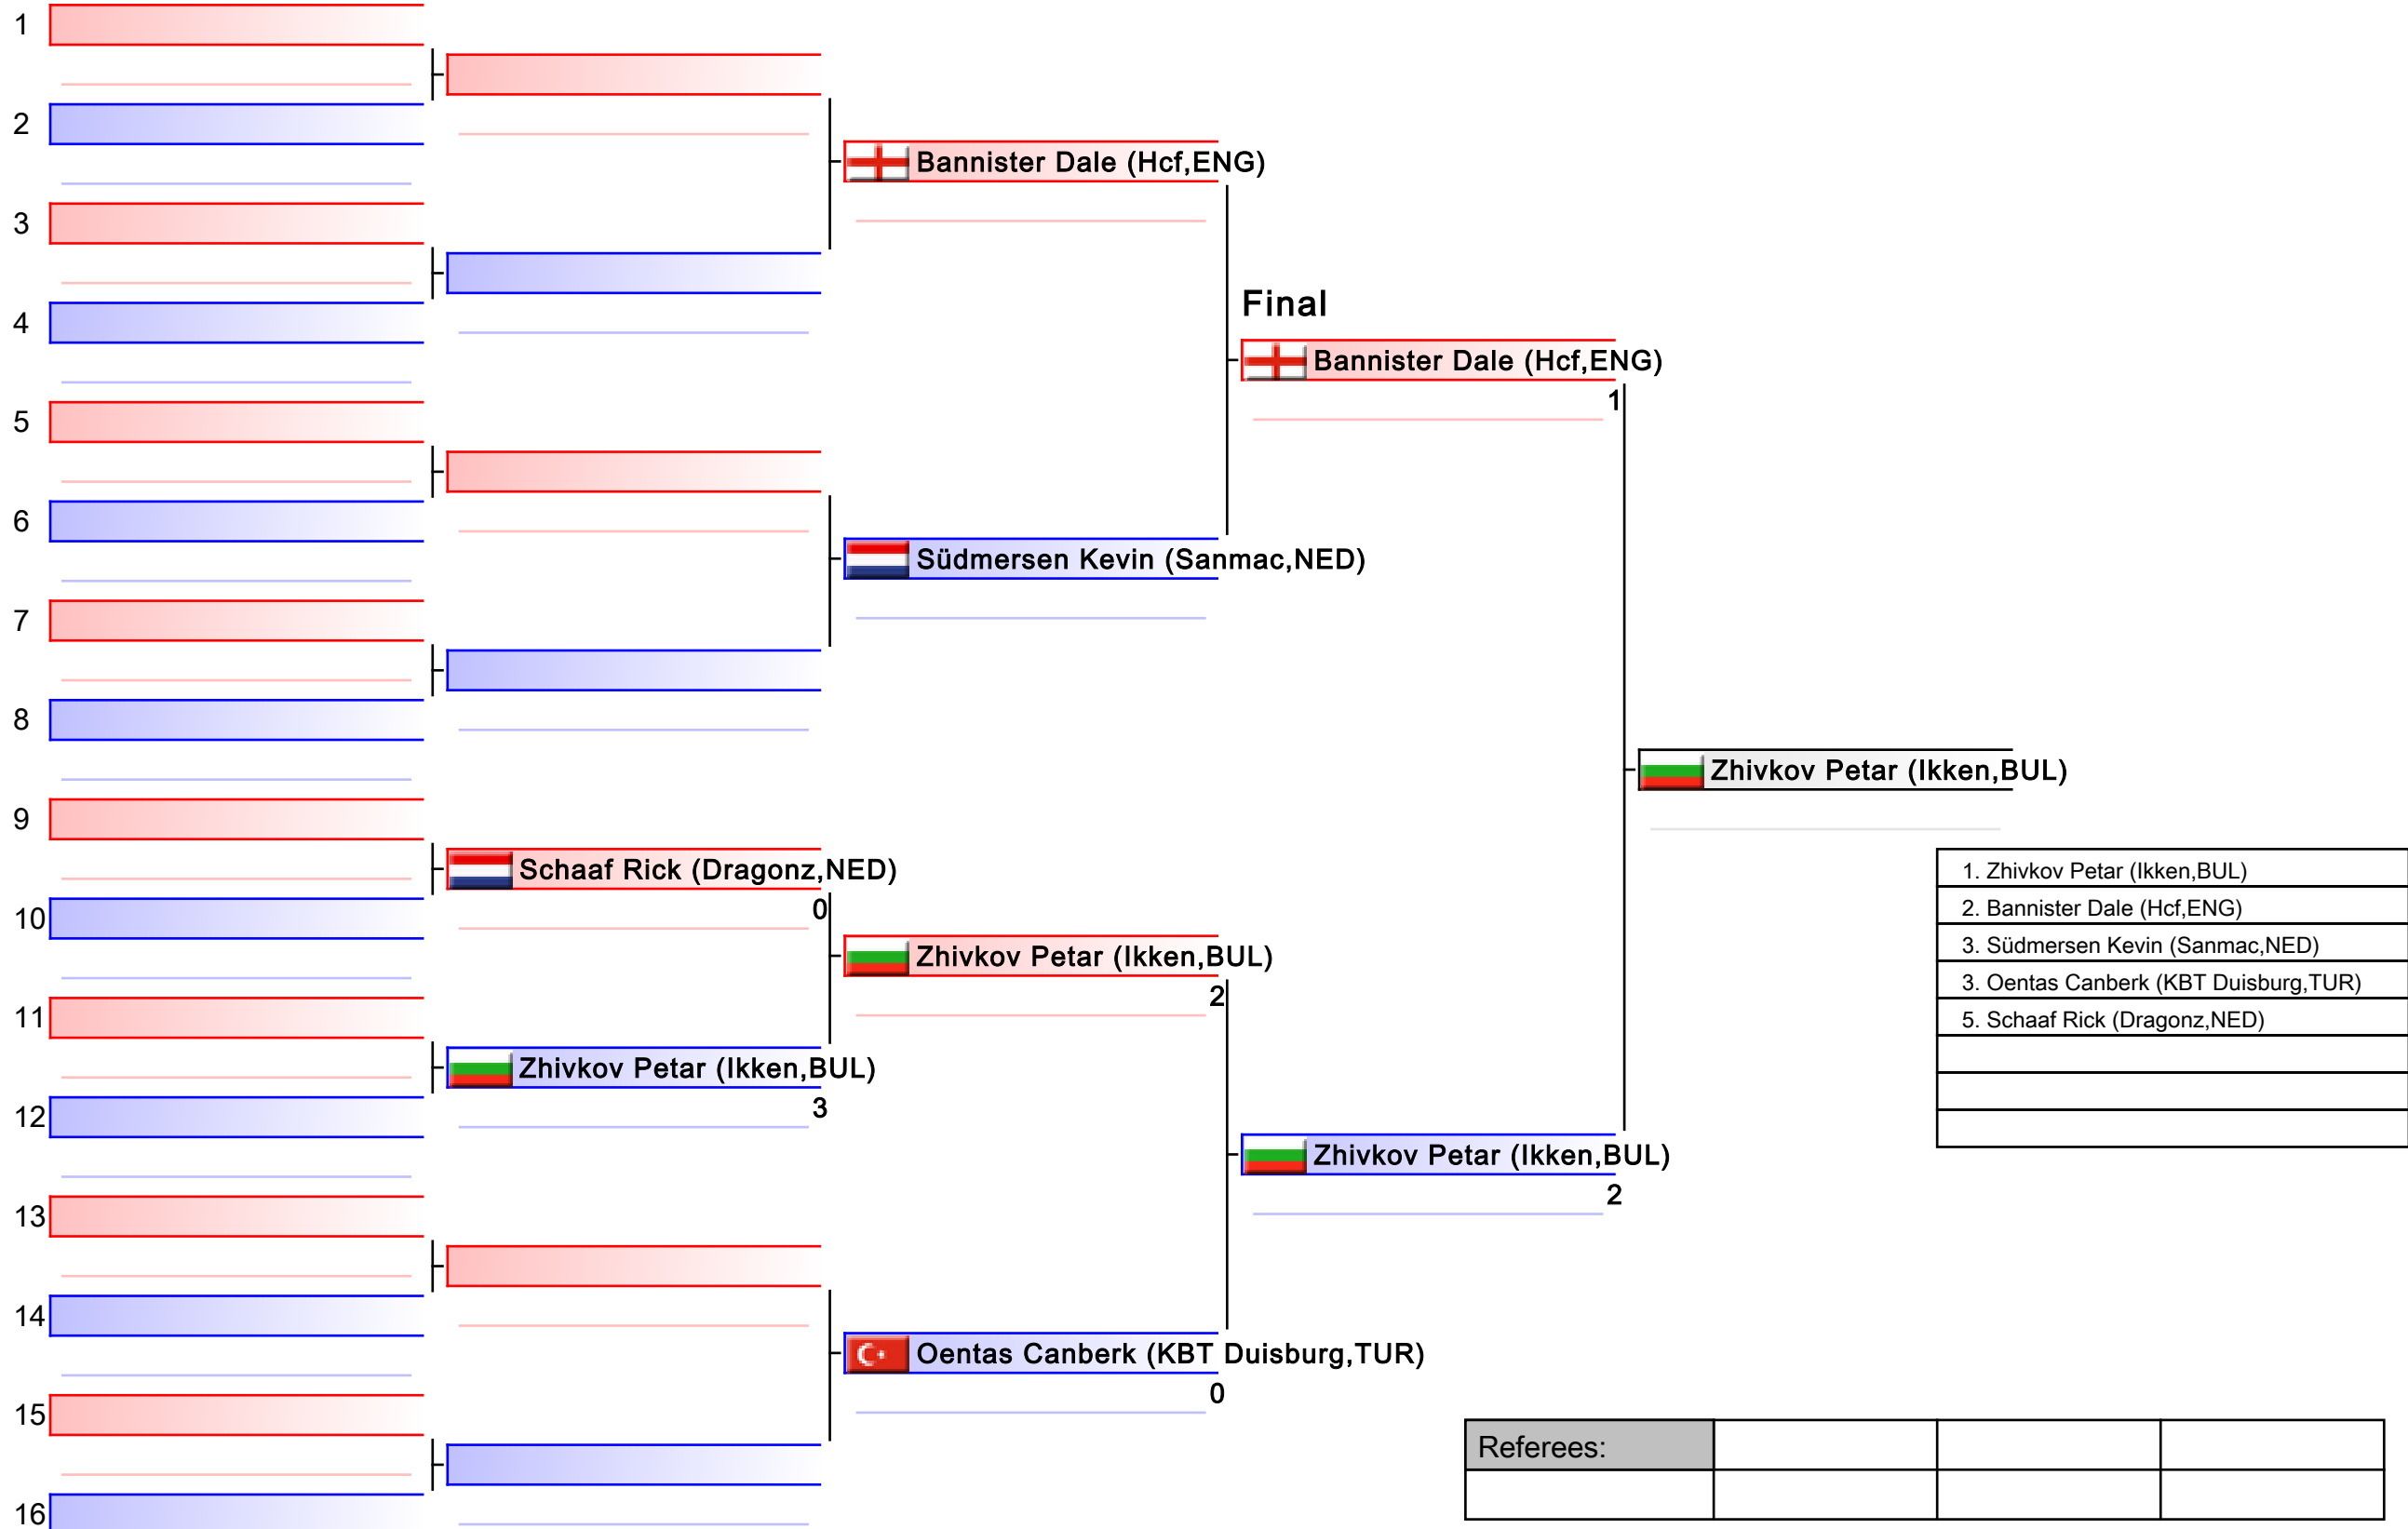 1
2
Bannister Dale (Hcf,ENG)
3
Final
4
Bannister Dale (Hcf,ENG)
1
5
6
Südmersen Kevin (Sanmac,NED)
7
8
Zhivkov Petar (Ikken,BUL)
9
Schaaf Rick (Dragonz,NED)
0
10
Zhivkov Petar (Ikken,BUL)
2
11
Zhivkov Petar (Ikken,BUL)
3
12
Zhivkov Petar (Ikken,BUL)
2
13
14
Oentas Canberk (KBT Duisburg,TUR)
0
15
16
1. Zhivkov Petar (Ikken,BUL)
2. Bannister Dale (Hcf,ENG)
3. Südmersen Kevin (Sanmac,NED)
3. Oentas Canberk (KBT Duisburg,TUR)
5. Schaaf Rick (Dragonz,NED)
Referees: